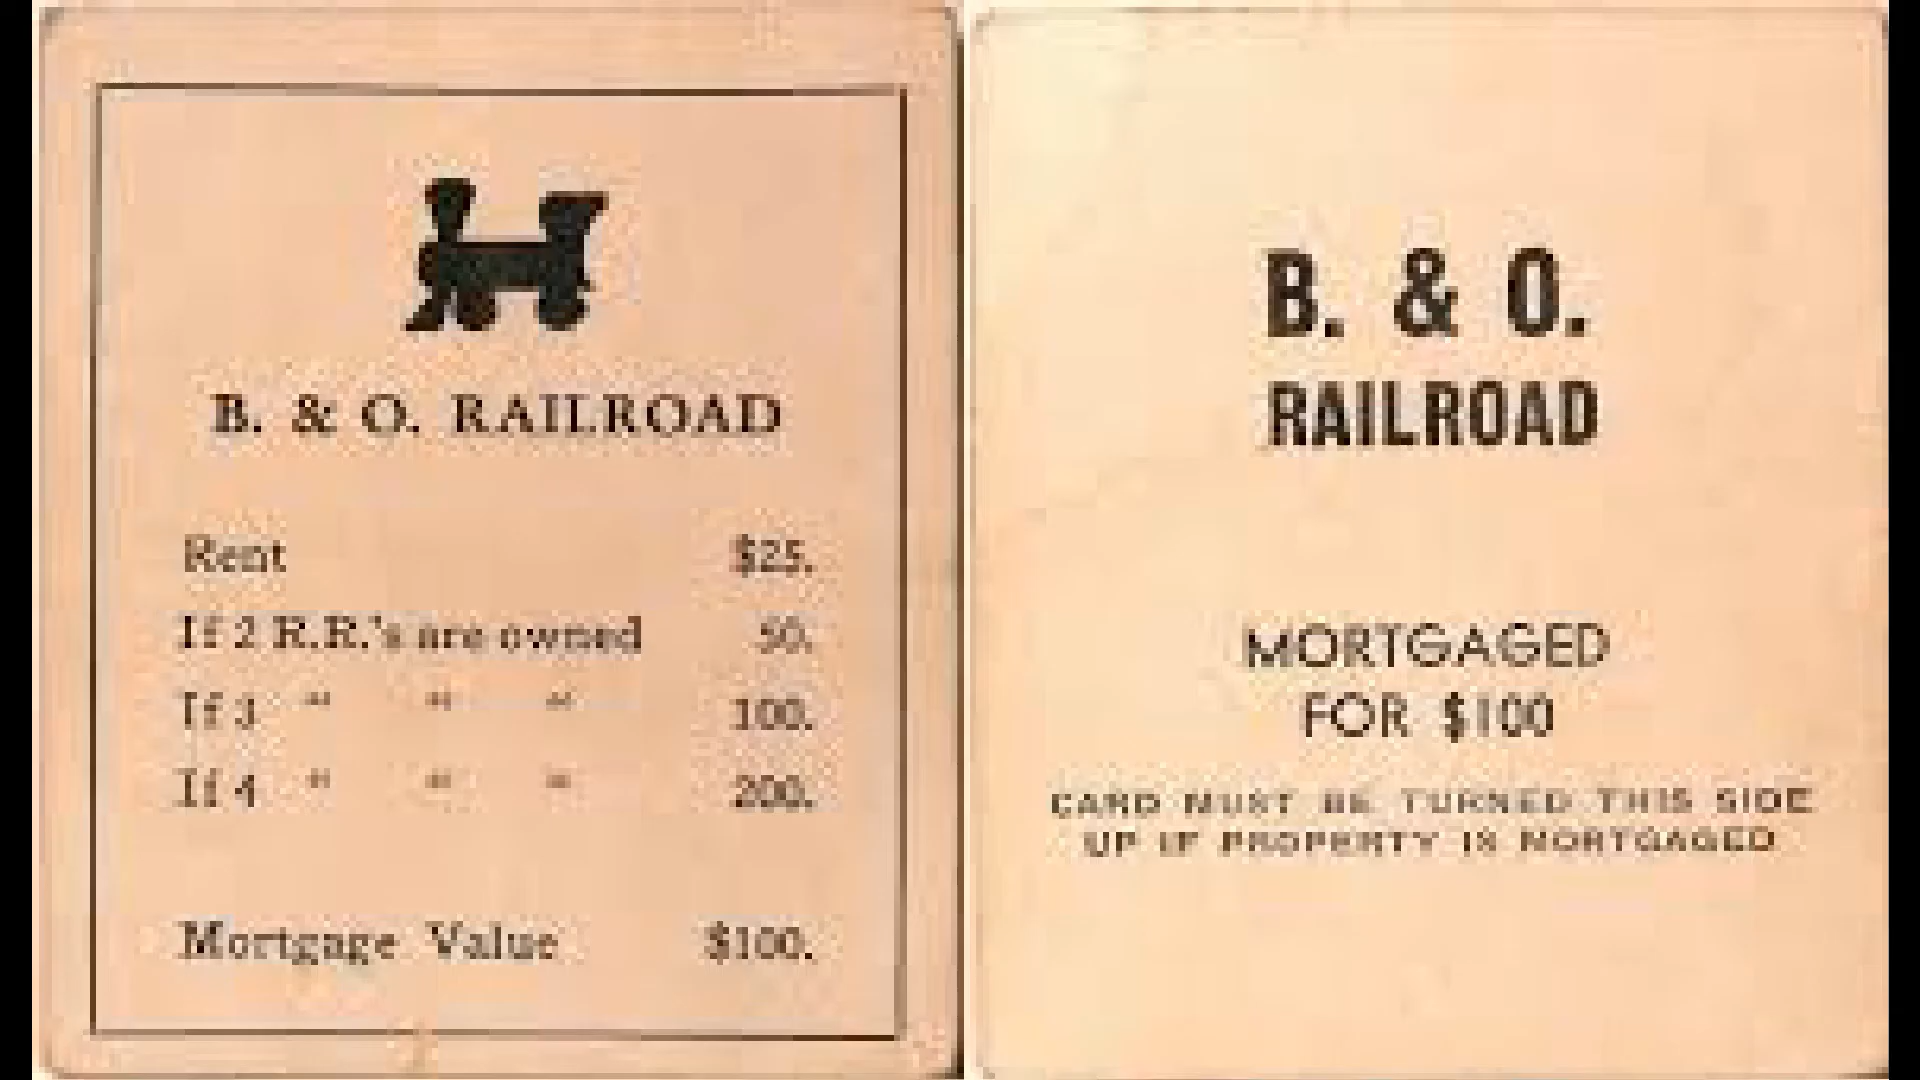 B. & O. RAILROAD
Rent $25.
If 2 R.R.'s are owned 50.
If 3 " " " 100.
If 4 " " " 200.
Mortgage Value $100.
B. & O.
RAILROAD
MORTGAGED
FOR $100
CARD MUST BE TURNED THIS SIDE
UP IF PROPERTY IS MORTGAGED